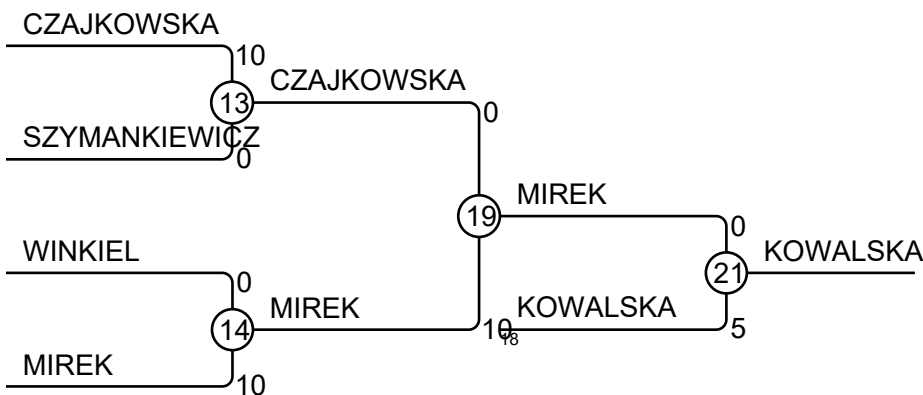 CZAJKOWSKA
10
13
CZAJKOWSKA
0
SZYMANKIEWICZ
0
19
MIREK
0
WINKIEL
0
21
KOWALSKA
14
MIREK
10
18
KOWALSKA
5
MIREK
10